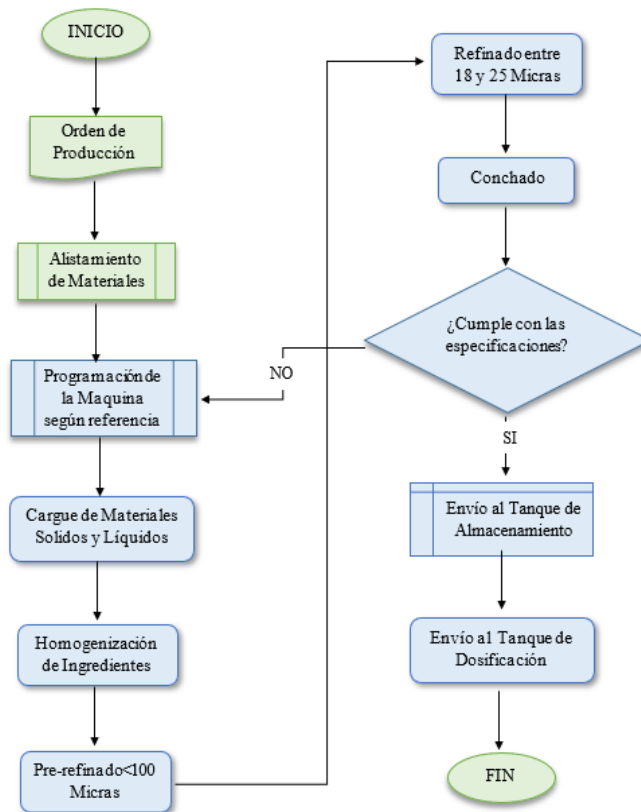 INICIO
Orden de
Producción
Alistamiento
de Materiales
Programación de
la Maquina
según referencia
Cargue de Materiales
Solidos y Líquidos
Homogenización
de Ingredientes
Pre-refinado<100
Micras
Refinado entre
18 y 25 Micras
Conchado
¿Cumple con las
especificaciones?
NO
SI
Envío al Tanque de
Almacenamiento
Envío al Tanque de
Dosificación
FIN